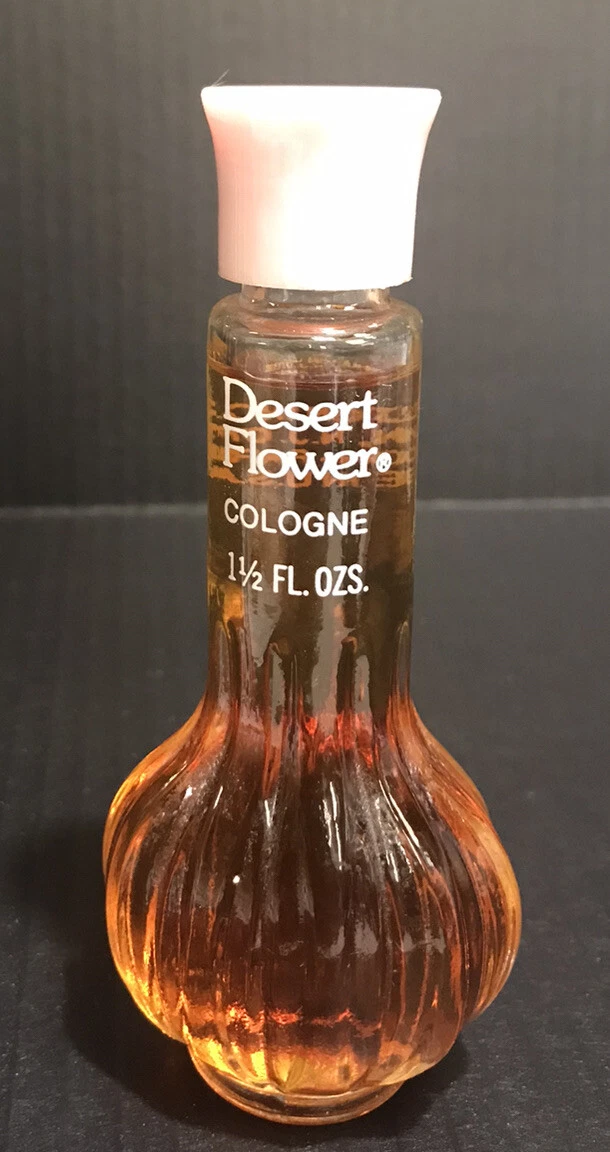 Desert
Flower®
COLOGNE
1½ FL. OZS.